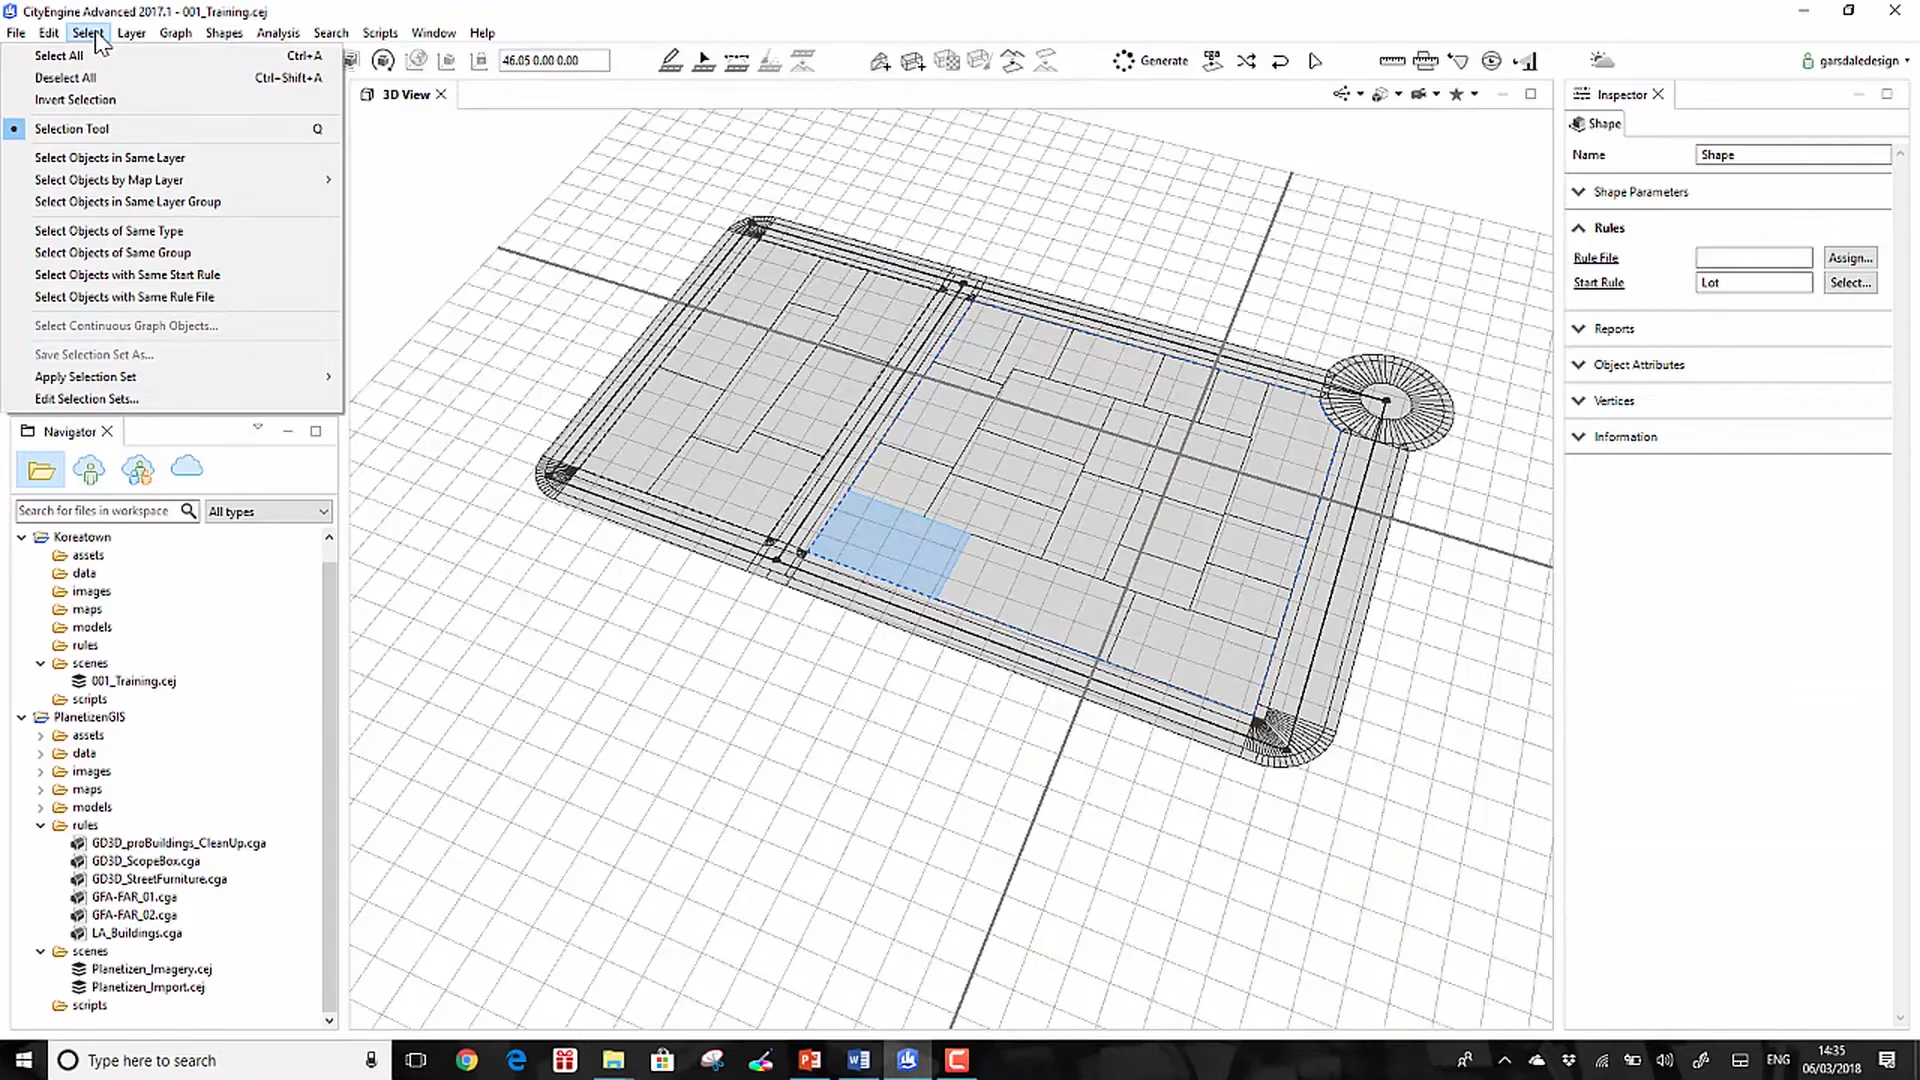 CityEngine Advanced 2017.1 - 001_Training.cej
File Edit Select Layer Graph Shapes Analysis Search Scripts Window Help
Select All Ctrl+A
Deselect All Ctrl-Shift+A
Invert Selection
Selection Tool Q
Select Objects in Same Layer
Select Objects by Map Layer
Select Objects in Same Layer Group
Select Objects of Same Type
Select Objects of Same Group
Select Objects with Same Start Rule
Select Objects with Same Rule File
Select Continuous Graph Objects...
Save Selection Set As...
Apply Selection Set
Edit Selection Sets...
46.05 0.00 0.00
Generate
garsdaledesign
3D View
Navigator
Search for files in workspace All types
Koreatown
assets
data
images
maps
models
rules
scenes
001_Training.cej
scripts
PlanetizenGIS
assets
data
images
maps
models
rules
GD3D_proBuildings_CleanUp.cga
GD3D_ScopeBox.cga
GD3D_StreetFurniture.cga
GFA-FAR_01.cga
GFA-FAR_02.cga
LA_Buildings.cga
scenes
Planetizen_Imagery.cej
Planetizen_Import.cej
scripts
Inspector
Shape
Name Shape
Shape Parameters
Rules
Rule File Assign...
Start Rule Lot Select...
Reports
Object Attributes
Vertices
Information
Type here to search
ENG
14:35
06/03/2018